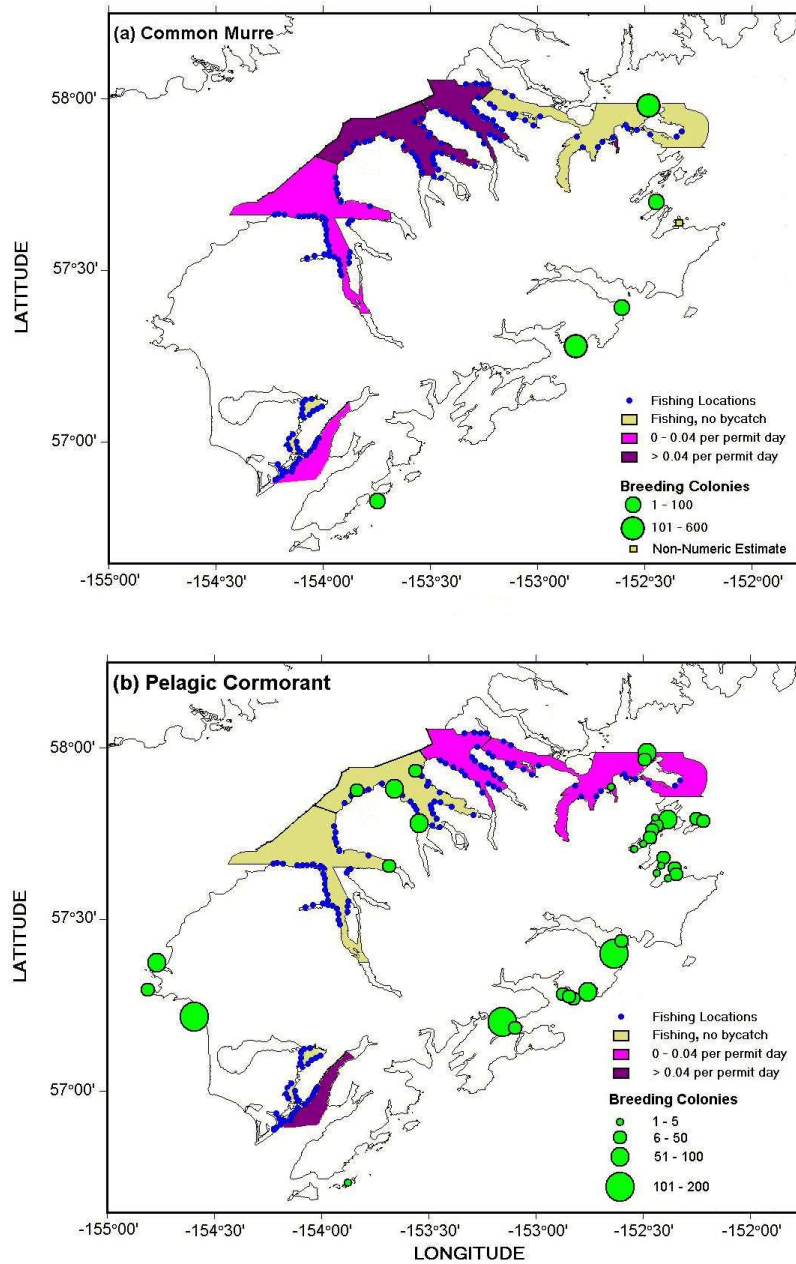 (a) Common Murre
58°00'
57°30'
57°00'
LATITUDE
Fishing Locations
Fishing, no bycatch
0 - 0.04 per permit day
> 0.04 per permit day
Breeding Colonies
1 - 100
101 - 600
Non-Numeric Estimate
-155°00' -154°30' -154°00' -153°30' -153°00' -152°30' -152°00'
(b) Pelagic Cormorant
58°00'
57°30'
57°00'
LATITUDE
Fishing Locations
Fishing, no bycatch
0 - 0.04 per permit day
> 0.04 per permit day
Breeding Colonies
1 - 5
6 - 50
51 - 100
101 - 200
-155°00' -154°30' -154°00' -153°30' -153°00' -152°30' -152°00'
LONGITUDE